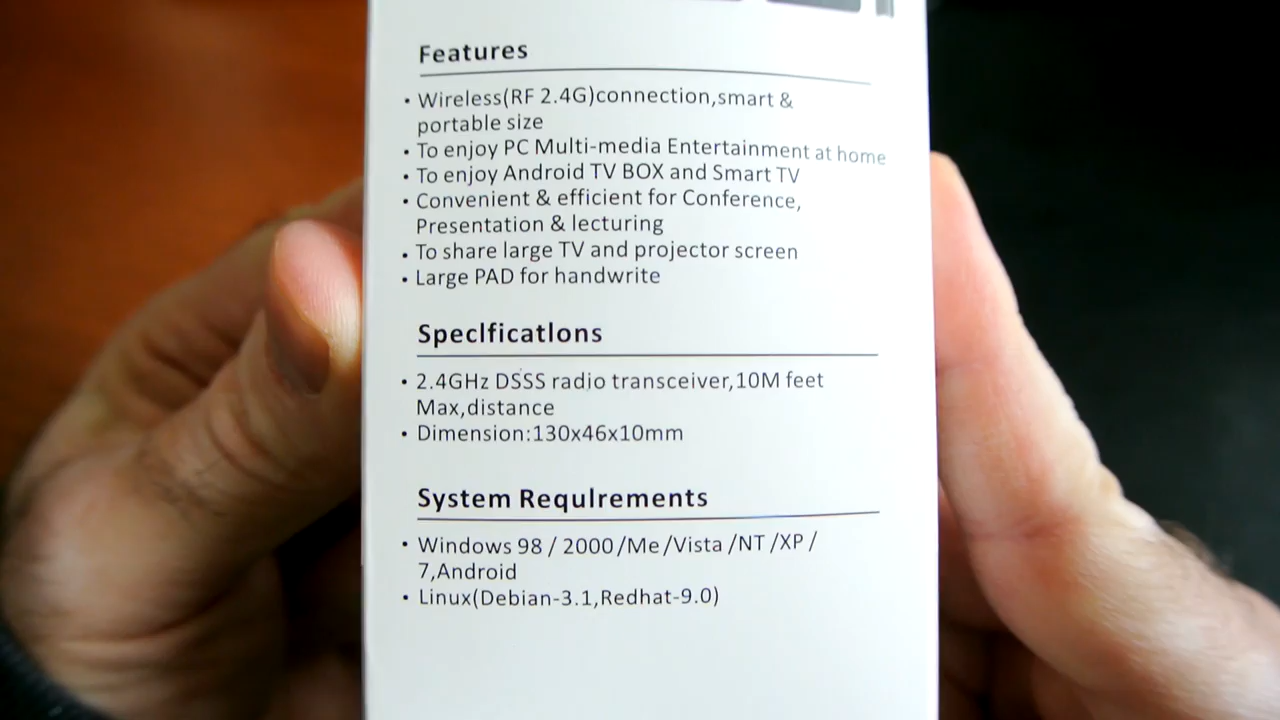 Features
• Wireless(RF 2.4G)connection,smart &
portable size
• To enjoy PC Multi-media Entertainment at home
• To enjoy Android TV BOX and Smart TV
• Convenient & efficient for Conference,
Presentation & lecturing
• To share large TV and projector screen
• Large PAD for handwrite
Speclficatlons
• 2.4GHz DSSS radio transceiver,10M feet
Max,distance
• Dimension:130x46x10mm
System Requlrements
• Windows 98 / 2000 /Me /Vista /NT /XP /
7,Android
• Linux(Debian-3.1,Redhat-9.0)